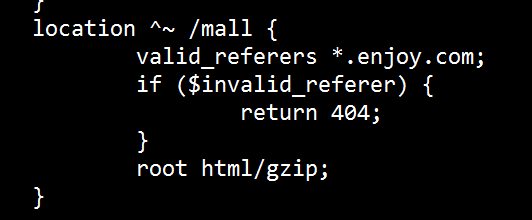 }
location ^~ /mall {
valid_referers *.enjoy.com;
if ($invalid_referer) {
return 404;
}
root html/gzip;
}